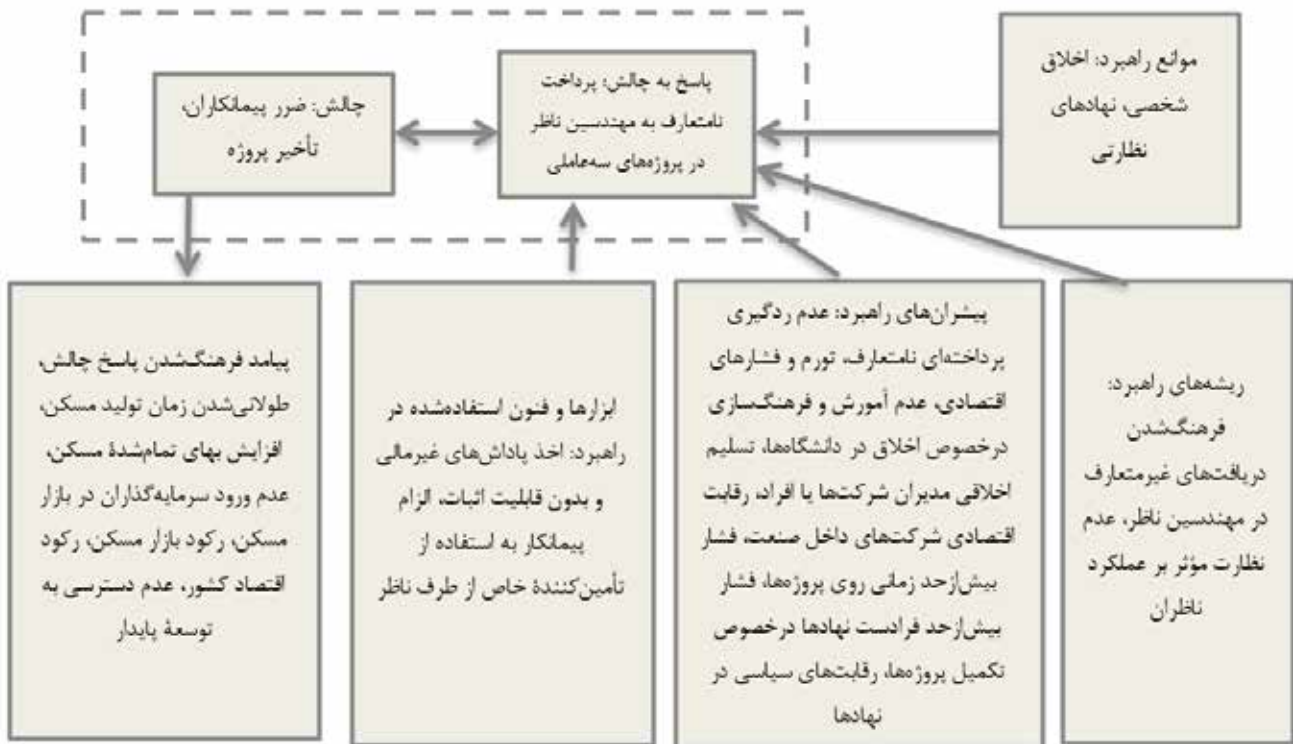 موانع راهبرد: اخلاق
شخصی، نهادهای
نظارتی
پاسخ به چالش: پرداخت
نامتعارف به مهندسین ناظر
در پروژه‌های سه‌عاملی
چالش: ضرر پیمانکاران،
تأخیر پروژه
ریشه‌های راهبرد:
فرهنگ‌شدن
دریافت‌های غیرمتعارف
در مهندسین ناظر، عدم
نظارت مؤثر بر عملکرد
ناظران
پیشران‌های راهبرد: عدم ردگیری
پرداخته‌ای نامتعارف، تورم و فشارهای
اقتصادی، عدم آمورش و فرهنگ‌سازی
درخصوص اخلاق در دانشگاه‌ها، تسلیم
اخلاقی مدیران شرکت‌ها یا افراد، رقابت
اقتصادی شرکت‌های داخل صنعت، فشار
بیش‌ازحد زمانی روی پروژه‌ها، فشار
بیش‌ازحد فرادست نهادها درخصوص
تکمیل پروژه‌ها، رقابت‌های سیاسی در
نهادها
ابزارها و فنون استفاده‌شده در
راهبرد: اخذ پاداش‌های غیرمالی
و بدون قابلیت اثبات، الزام
پیمانکار به استفاده از
تأمین‌کنندهٔ خاص از طرف ناظر
پیامد فرهنگ‌شدن پاسخ چالش،
طولانی‌شدن زمان تولید مسکن،
افزایش بهای تمام‌شدهٔ مسکن،
عدم ورود سرمایه‌گذاران در بازار
مسکن، رکود بازار مسکن، رکود
اقتصاد کشور، عدم دسترسی به
توسعهٔ پایدار